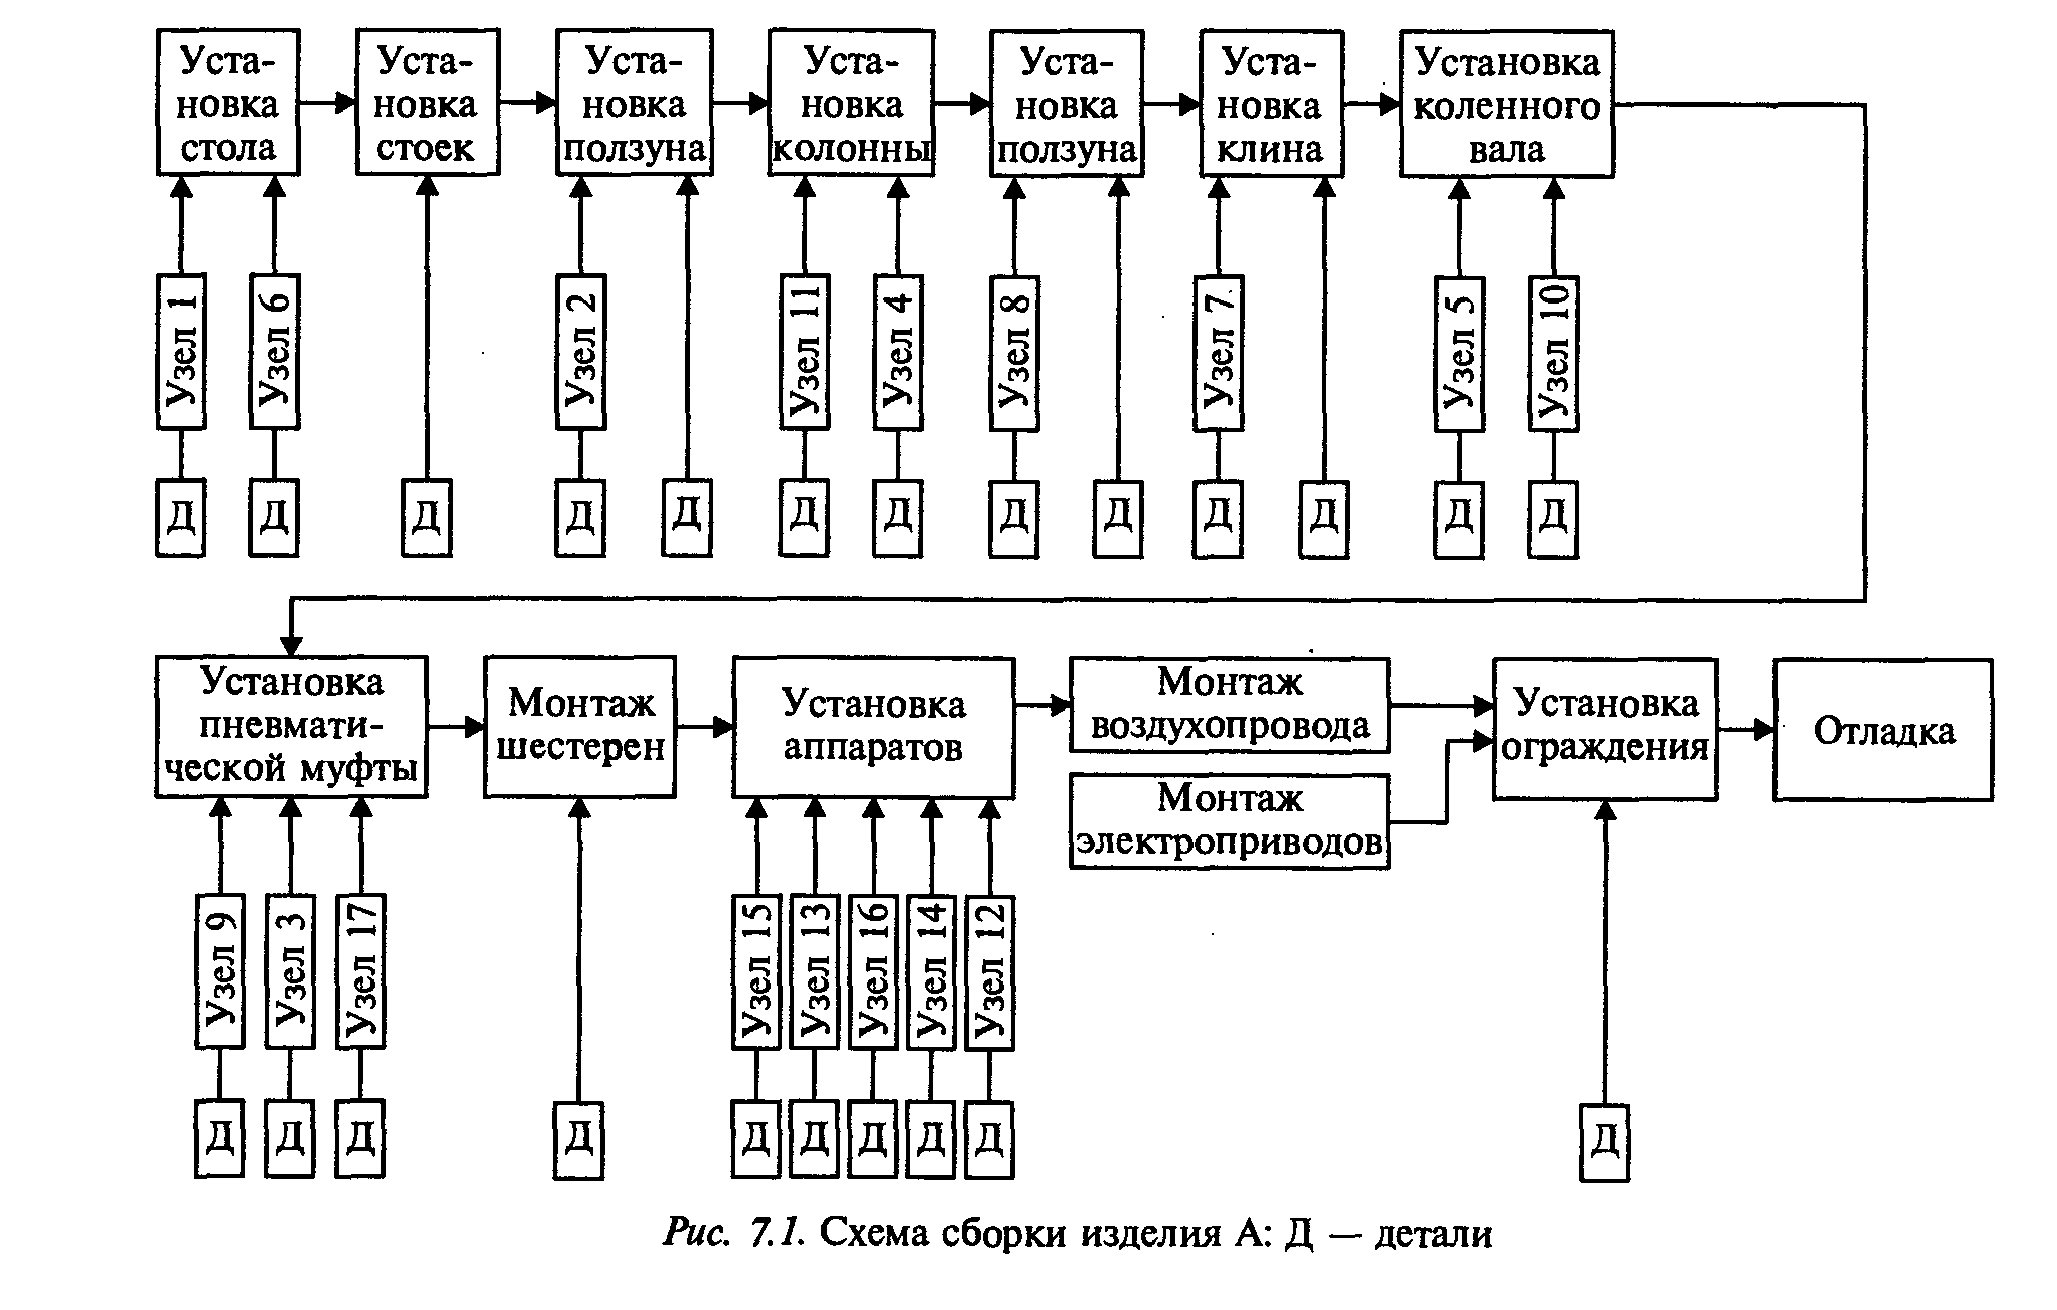 Уста-
новка
стола
Уста-
новка
стоек
Уста-
новка
ползуна
Уста-
новка
колонны
Уста-
новка
ползуна
Уста-
новка
клина
Установка
коленного
вала
Узел 1
Узел 6
Узел 2
Узел 11
Узел 4
Узел 8
Узел 7
Узел 5
Узел 10
Д
Д
Д
Д
Д
Д
Д
Д
Д
Д
Д
Д
Д
Установка
пневмати-
ческой муфты
Монтаж
шестерен
Установка
аппаратов
Монтаж
воздухопровода
Монтаж
электроприводов
Установка
ограждения
Отладка
Узел 9
Узел 3
Узел 17
Узел 15
Узел 13
Узел 16
Узел 14
Узел 12
Д
Д
Д
Д
Д
Д
Д
Д
Д
Д
Рис. 7.1. Схема сборки изделия А: Д — детали